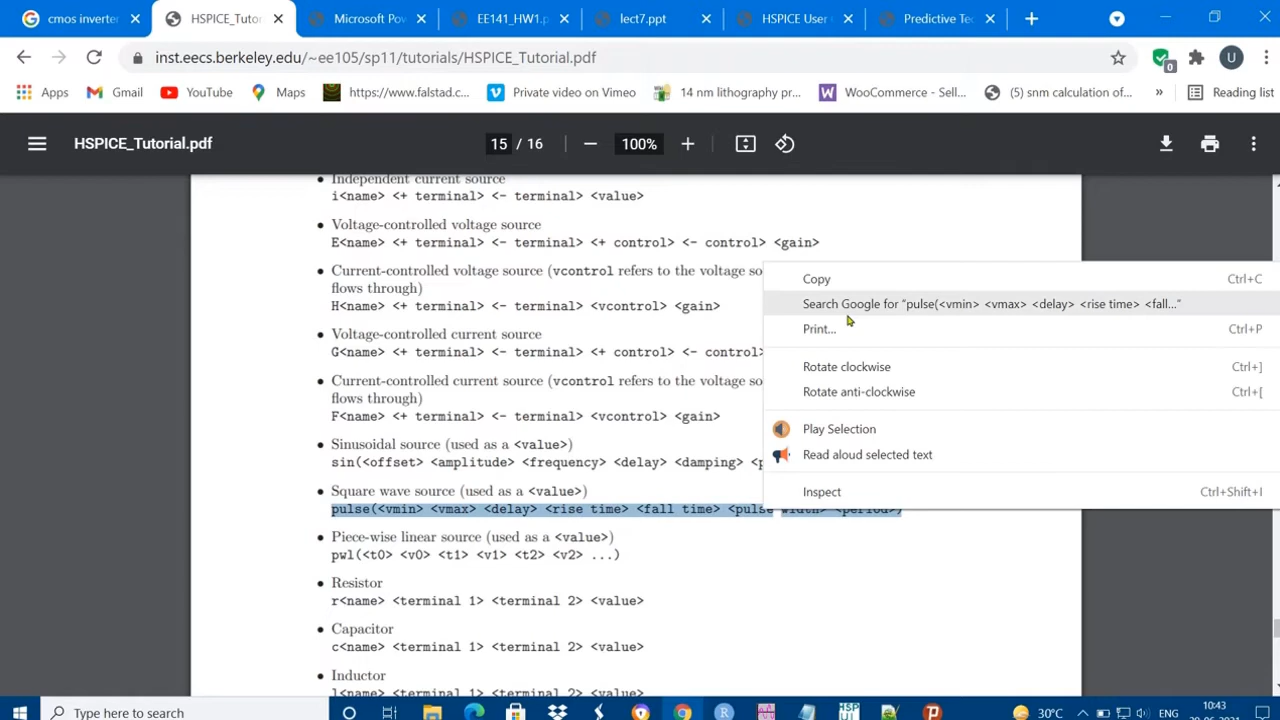 cmos inverter
HSPICE_Tuto
Microsoft Pow
EE141_HW1.p
lect7.ppt
HSPICE User
Predictive Tec
inst.eecs.berkeley.edu/~ee105/sp11/tutorials/HSPICE_Tutorial.pdf
0
U
Apps
Gmail
YouTube
Maps
https://www.falstad.c...
Private video on Vimeo
14 nm lithography pr...
WooCommerce - Sell...
(5) snm calculation of...
»
Reading list
HSPICE_Tutorial.pdf
15 / 16
100%
• Independent current source
i<name> <+ terminal> <- terminal> <value>
• Voltage-controlled voltage source
E<name> <+ terminal> <- terminal> <+ control> <- control> <gain>
• Current-controlled voltage source (vcontrol refers to the voltage so
flows through)
H<name> <+ terminal> <- terminal> <vcontrol> <gain>
• Voltage-controlled current source
G<name> <+ terminal> <- terminal> <+ control> <- control>
• Current-controlled current source (vcontrol refers to the voltage so
flows through)
F<name> <+ terminal> <- terminal> <vcontrol> <gain>
• Sinusoidal source (used as a <value>)
sin(<offset> <amplitude> <frequency> <delay> <damping> <p
• Square wave source (used as a <value>)
pulse(<vmin> <vmax> <delay> <rise time> <fall time> <pulse width> <period>)
• Piece-wise linear source (used as a <value>)
pwl(<t0> <v0> <t1> <v1> <t2> <v2> ...)
• Resistor
r<name> <terminal 1> <terminal 2> <value>
• Capacitor
c<name> <terminal 1> <terminal 2> <value>
• Inductor
l<name> <terminal 1> <terminal 2> <value>
Copy Ctrl+C
Search Google for “pulse(<vmin> <vmax> <delay> <rise time> <fall...”
Print... Ctrl+P
Rotate clockwise Ctrl+]
Rotate anti-clockwise Ctrl+[
Play Selection
Read aloud selected text
Inspect Ctrl+Shift+I
Type here to search
30°C
ENG
10:43